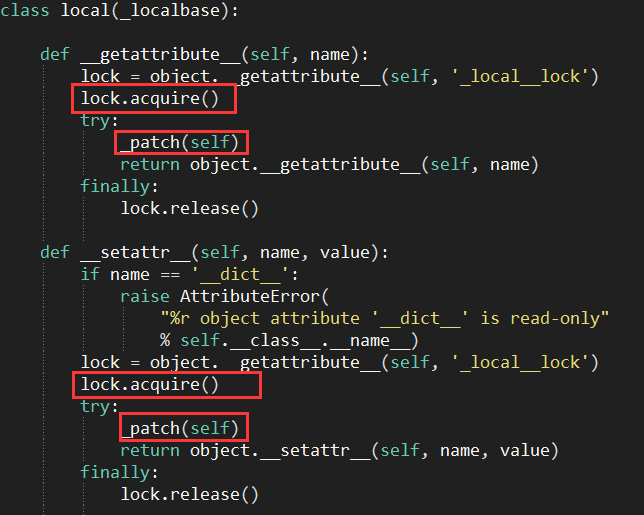 class local(_localbase):
    def __getattribute__(self, name):
        lock = object.__getattribute__(self, '_local__lock')
        lock.acquire()
        try:
            _patch(self)
            return object.__getattribute__(self, name)
        finally:
            lock.release()
    def __setattr__(self, name, value):
        if name == '__dict__':
            raise AttributeError(
                "%r object attribute '__dict__' is read-only"
                % self.__class__.__name__)
        lock = object.__getattribute__(self, '_local__lock')
        lock.acquire()
        try:
            _patch(self)
            return object.__setattr__(self, name, value)
        finally:
            lock.release()